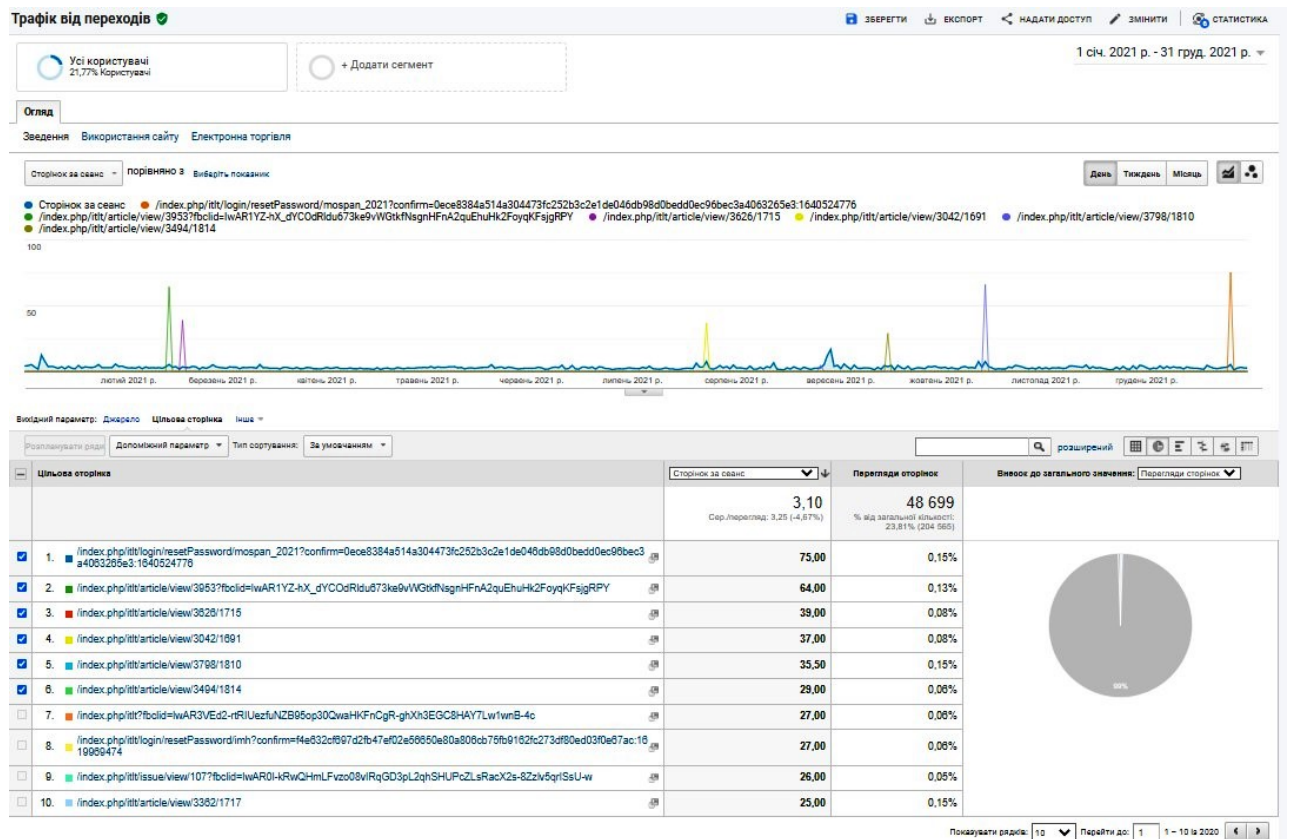 Трафік від переходів
ЗБЕРЕГТИ ЕКСПОРТ НАДАТИ ДОСТУП ЗМІНИТИ СТАТИСТИКА
Усі користувачі
21,77% Користувачі
+ Додати сегмент
1 січ. 2021 р. - 31 груд. 2021 р.
Огляд
Зведення Використання сайту Електронна торгівля
Сторінок за сеанс порівняно з Виберіть показник
День Тиждень Місяць
Сторінок за сеанс /index.php/itlt/login/resetPassword/mospan_2021?confirm=0ece8384a514a304473fc252b3c2e1de046db98d0bedd0ec96bec3a4063265e3:1640524776
/index.php/itlt/article/view/3953?fbclid=IwAR1YZ-hX_dYCOdRldu673ke9vWGtkfNsgnHFnA2quEhuHk2FoyqKFsjgRPY /index.php/itlt/article/view/3626/1715 /index.php/itlt/article/view/3042/1691 /index.php/itlt/article/view/3798/1810
/index.php/itlt/article/view/3494/1814
100
50
лютий 2021 р. березень 2021 р. квітень 2021 р. травень 2021 р. червень 2021 р. липень 2021 р. серпень 2021 р. вересень 2021 р. жовтень 2021 р. листопад 2021 р. грудень 2021 р.
Вихідний параметр: Джерело Цільова сторінка Інше
Розпланувати ряди Допоміжний параметр Тип сортування: За умовчанням розширений
Цільова сторінка Сторінок за сеанс Перегляди сторінок Внесок до загального значення: Перегляди сторінок
3,10 48 699
Сер./перегляд: 3,25 (-4,67%) % від загальної кількості:
23,81% (204 565)
1. /index.php/itlt/login/resetPassword/mospan_2021?confirm=0ece8384a514a304473fc252b3c2e1de046db98d0bedd0ec96bec3
a4063265e3:1640524776 75,00 0,15%
2. /index.php/itlt/article/view/3953?fbclid=IwAR1YZ-hX_dYCOdRldu673ke9vWGtkfNsgnHFnA2quEhuHk2FoyqKFsjgRPY 64,00 0,13%
3. /index.php/itlt/article/view/3626/1715 39,00 0,08%
4. /index.php/itlt/article/view/3042/1691 37,00 0,08%
5. /index.php/itlt/article/view/3798/1810 35,50 0,15%
6. /index.php/itlt/article/view/3494/1814 29,00 0,06%
7. /index.php/itlt?fbclid=IwAR3VEd2-rtRIUezfuNZB95op30QwaHKFnCgR-ghXh3EGC8HAY7Lw1wnB-4c 27,00 0,06%
8. /index.php/itlt/login/resetPassword/imh?confirm=f4e632cf697d2fb47ef02e56650e80a806cb75fb9162fc273df80ed03f0e67ac:16
19969474 27,00 0,06%
9. /index.php/itlt/issue/view/107?fbclid=IwAR0I-kRwQHmLFvzo08vIRqGD3pL2qhSHUPcZLsRacX2s-8Zzlv5qrISsU-w 26,00 0,05%
10. /index.php/itlt/article/view/3362/1717 25,00 0,15%
99%
Показувати рядків: 10 Перейти до: 1 1 – 10 із 2020